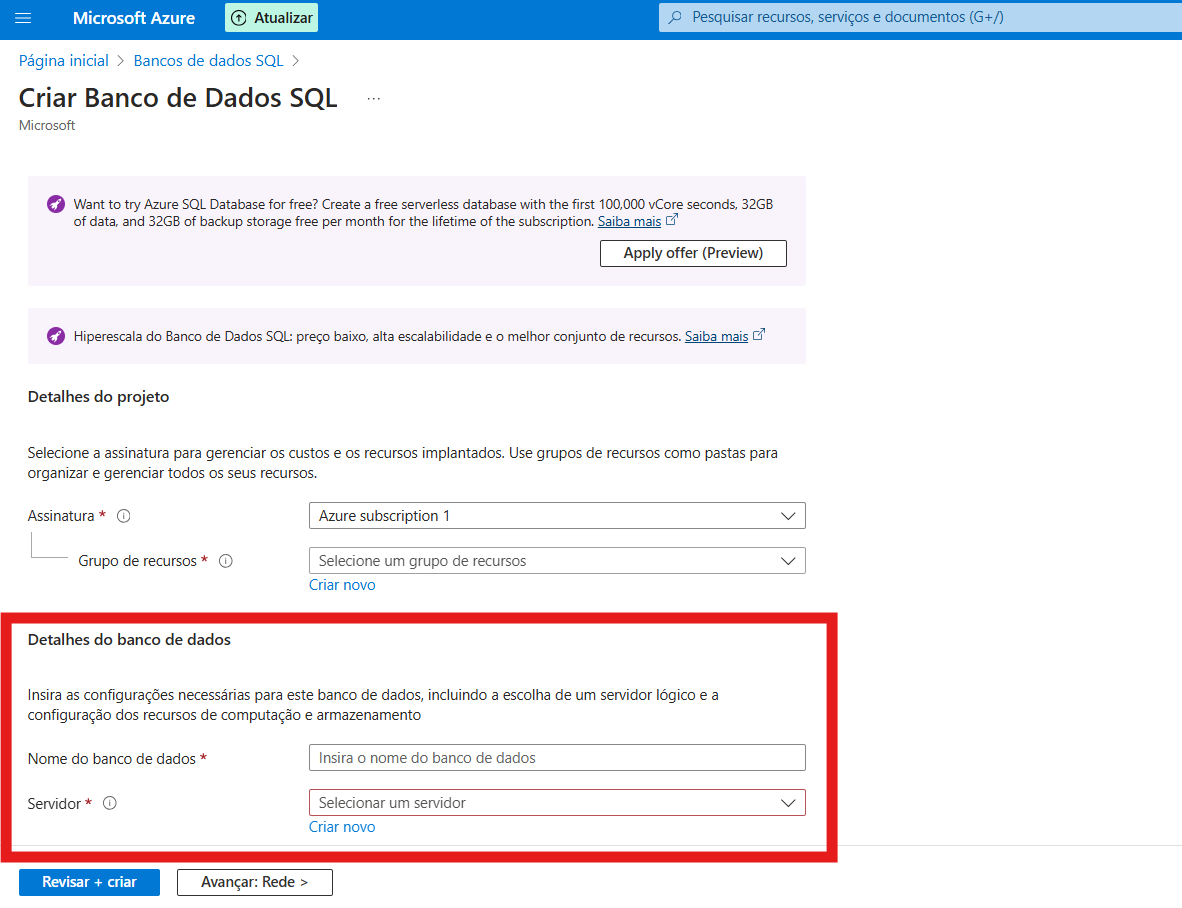 Microsoft Azure
Atualizar
Pesquisar recursos, serviços e documentos (G+/)
Página inicial > Bancos de dados SQL >
Criar Banco de Dados SQL ...
Microsoft
Want to try Azure SQL Database for free? Create a free serverless database with the first 100,000 vCore seconds, 32GB
of data, and 32GB of backup storage free per month for the lifetime of the subscription. Saiba mais
Apply offer (Preview)
Hiperescala do Banco de Dados SQL: preço baixo, alta escalabilidade e o melhor conjunto de recursos. Saiba mais
Detalhes do projeto
Selecione a assinatura para gerenciar os custos e os recursos implantados. Use grupos de recursos como pastas para
organizar e gerenciar todos os seus recursos.
Assinatura *
Azure subscription 1
Grupo de recursos *
Selecione um grupo de recursos
Criar novo
Detalhes do banco de dados
Insira as configurações necessárias para este banco de dados, incluindo a escolha de um servidor lógico e a
configuração dos recursos de computação e armazenamento
Nome do banco de dados *
Insira o nome do banco de dados
Servidor *
Selecionar um servidor
Criar novo
Revisar + criar
Avançar: Rede >